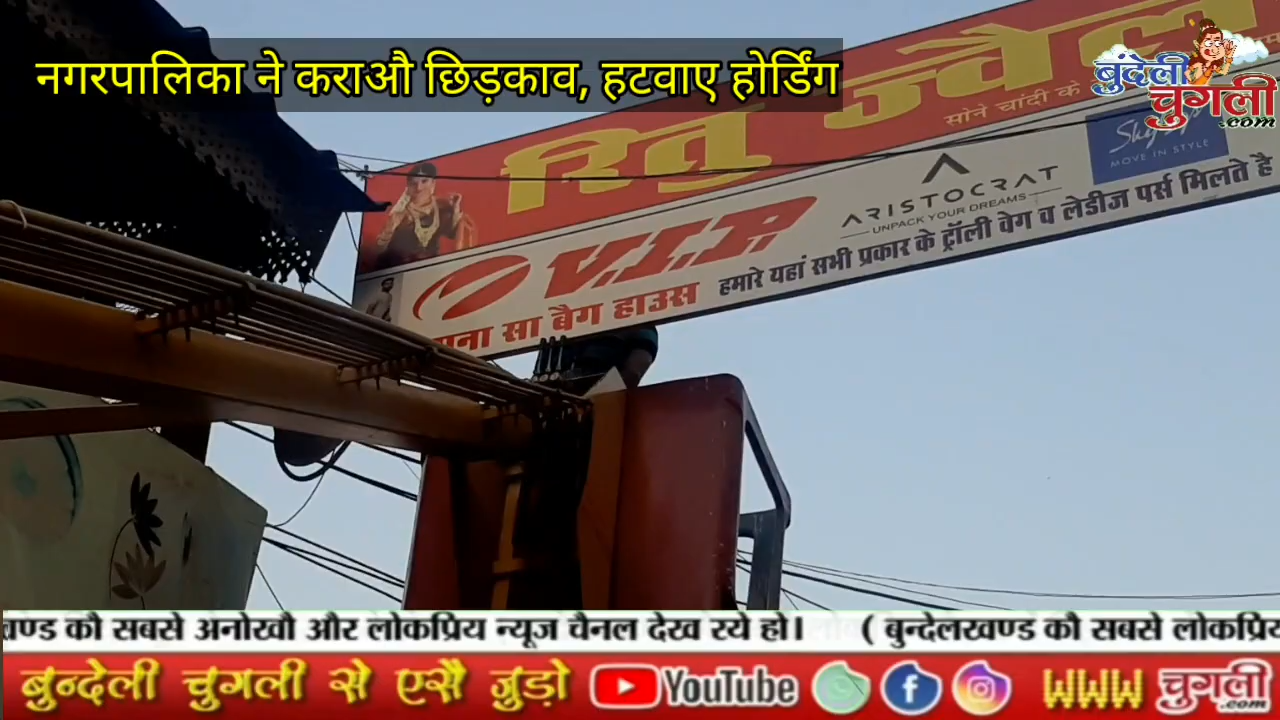 नगरपालिका ने कराऔ छिड़काव, हटवाए होर्डिंग
बुंदेली
चुगली
.com
रितु ज्वैल
सोने चांदी के
V.I.P.
ARISTOCRAT
UNPACK YOUR DREAMS
MOVE IN STYLE
सा बैग हाउस
हमारे यहां सभी प्रकार के ट्रॉली वेग व लेडीज पर्स मिलते है
कौ सबसे अनोखौ और लोकप्रिय न्यूज चैनल देख रये हो। ( बुन्देलखण्ड कौ सबसे
बुन्देली चुगली से एसै जुड़ो YouTube WWW चुगली
.com